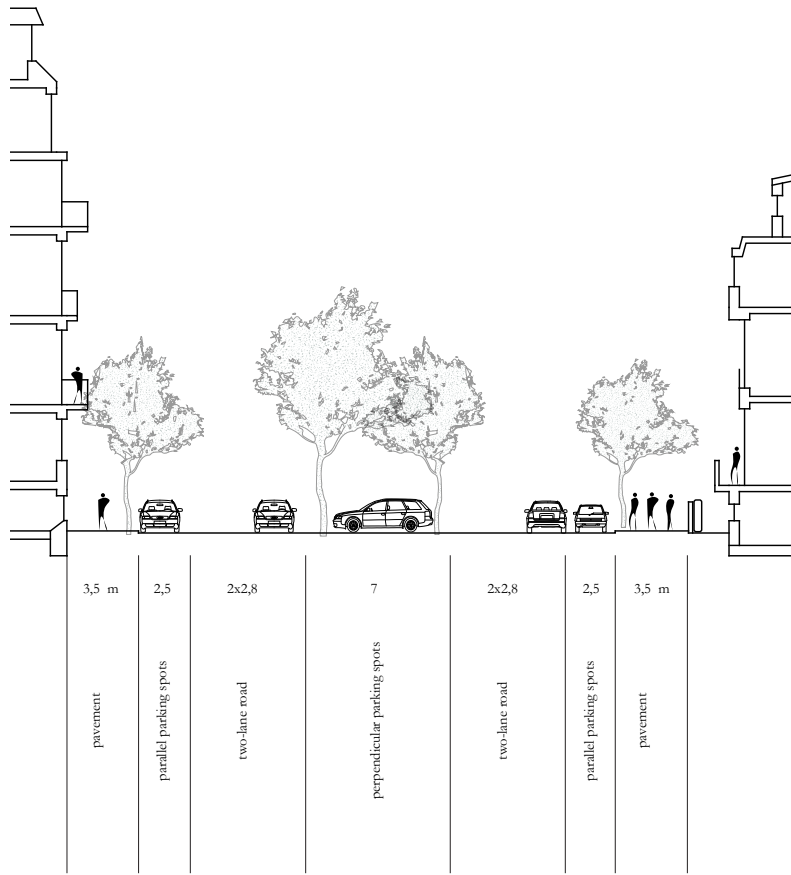 3,5 m
2,5
2x2,8
7
2x2,8
2,5
3,5 m
pavement
parallel parking spots
two-lane road
perpendicular parking spots
two-lane road
parallel parking spots
pavement